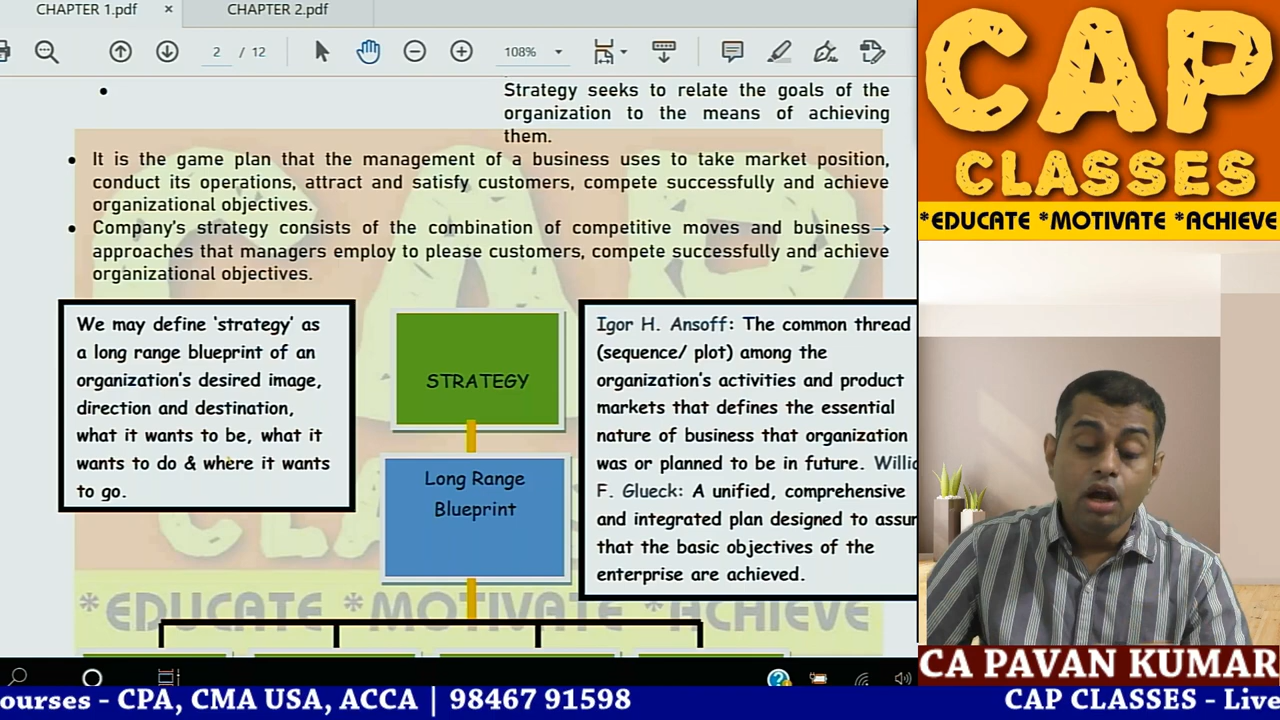 CHAPTER 1.pdf
CHAPTER 2.pdf
2 / 12
108%
Strategy seeks to relate the goals of the
organization to the means of achieving
them.
• It is the game plan that the management of a business uses to take market position,
conduct its operations, attract and satisfy customers, compete successfully and achieve
organizational objectives.
• Company's strategy consists of the combination of competitive moves and business→
approaches that managers employ to please customers, compete successfully and achieve
organizational objectives.
We may define 'strategy' as
a long range blueprint of an
organization's desired image,
direction and destination,
what it wants to be, what it
wants to do & where it wants
to go.
STRATEGY
Long Range
Blueprint
Igor H. Ansoff: The common thread
(sequence/ plot) among the
organization's activities and product
markets that defines the essential
nature of business that organization
was or planned to be in future.
F. Glueck: A unified, comprehensive
and integrated plan designed to
that the basic objectives of the
enterprise are achieved.
*EDUCATE *MOTIVATE *ACHIEVE
CAP
CLASSES
*EDUCATE *MOTIVATE *ACHIEVE
CA PAVAN KUMAR
ourses - CPA, CMA USA, ACCA | 98467 91598
CAP CLASSES - Live